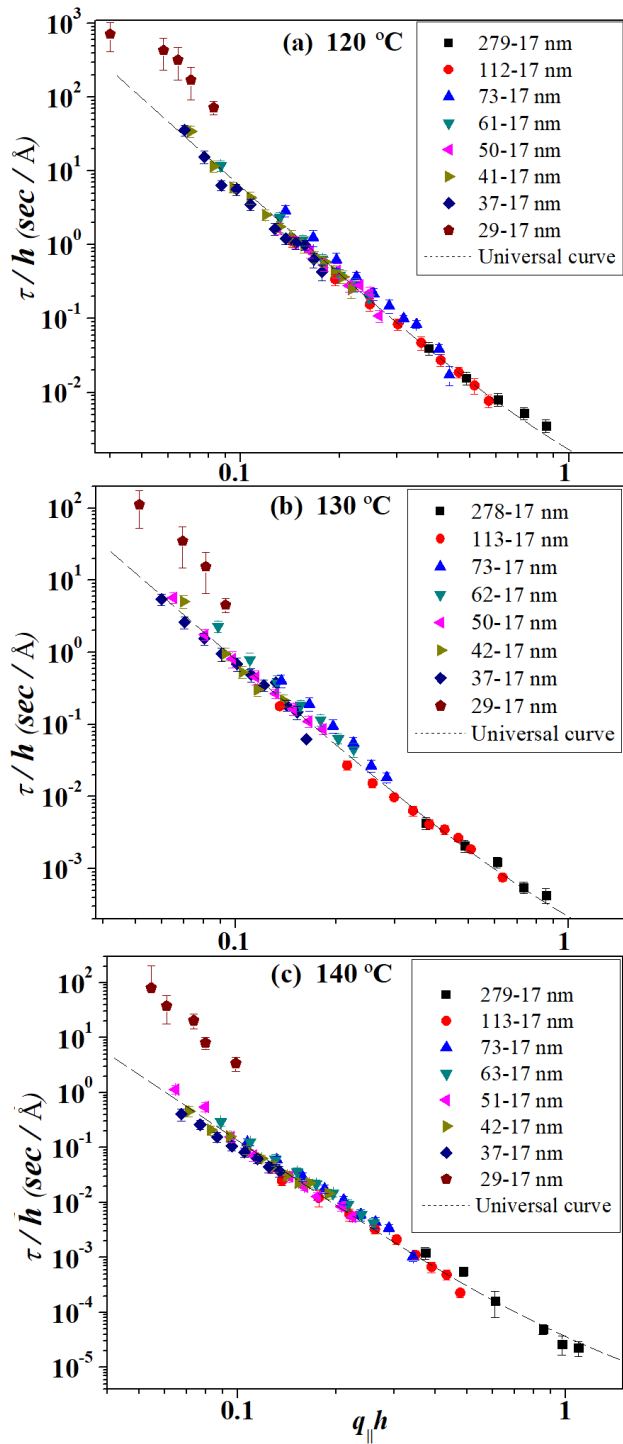 (a) 120 ºC
τ / h (sec / Å)
10³
10²
10¹
10⁰
10⁻¹
10⁻²
0.1
1
279-17 nm
112-17 nm
73-17 nm
61-17 nm
50-17 nm
41-17 nm
37-17 nm
29-17 nm
Universal curve
(b) 130 ºC
τ / h (sec / Å)
10²
10¹
10⁰
10⁻¹
10⁻²
10⁻³
0.1
1
278-17 nm
113-17 nm
73-17 nm
62-17 nm
50-17 nm
42-17 nm
37-17 nm
29-17 nm
Universal curve
(c) 140 ºC
τ / h (sec / Å)
10²
10¹
10⁰
10⁻¹
10⁻²
10⁻³
10⁻⁴
10⁻⁵
0.1
1
279-17 nm
113-17 nm
73-17 nm
63-17 nm
51-17 nm
42-17 nm
37-17 nm
29-17 nm
Universal curve
q∥h